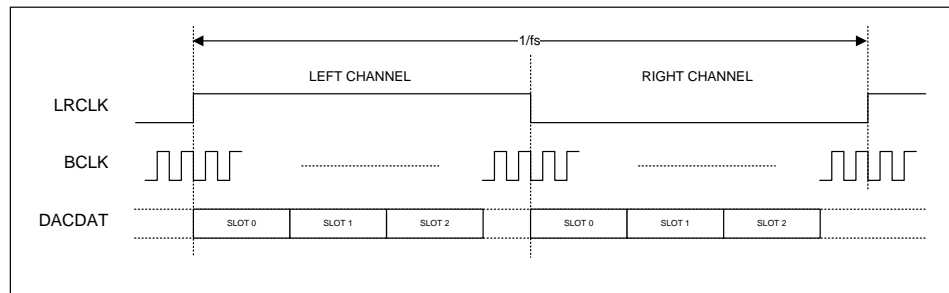 1/fs
LEFT CHANNEL RIGHT CHANNEL
LRCLK
BCLK
DACDAT SLOT 0 SLOT 1 SLOT 2 SLOT 0 SLOT 1 SLOT 2